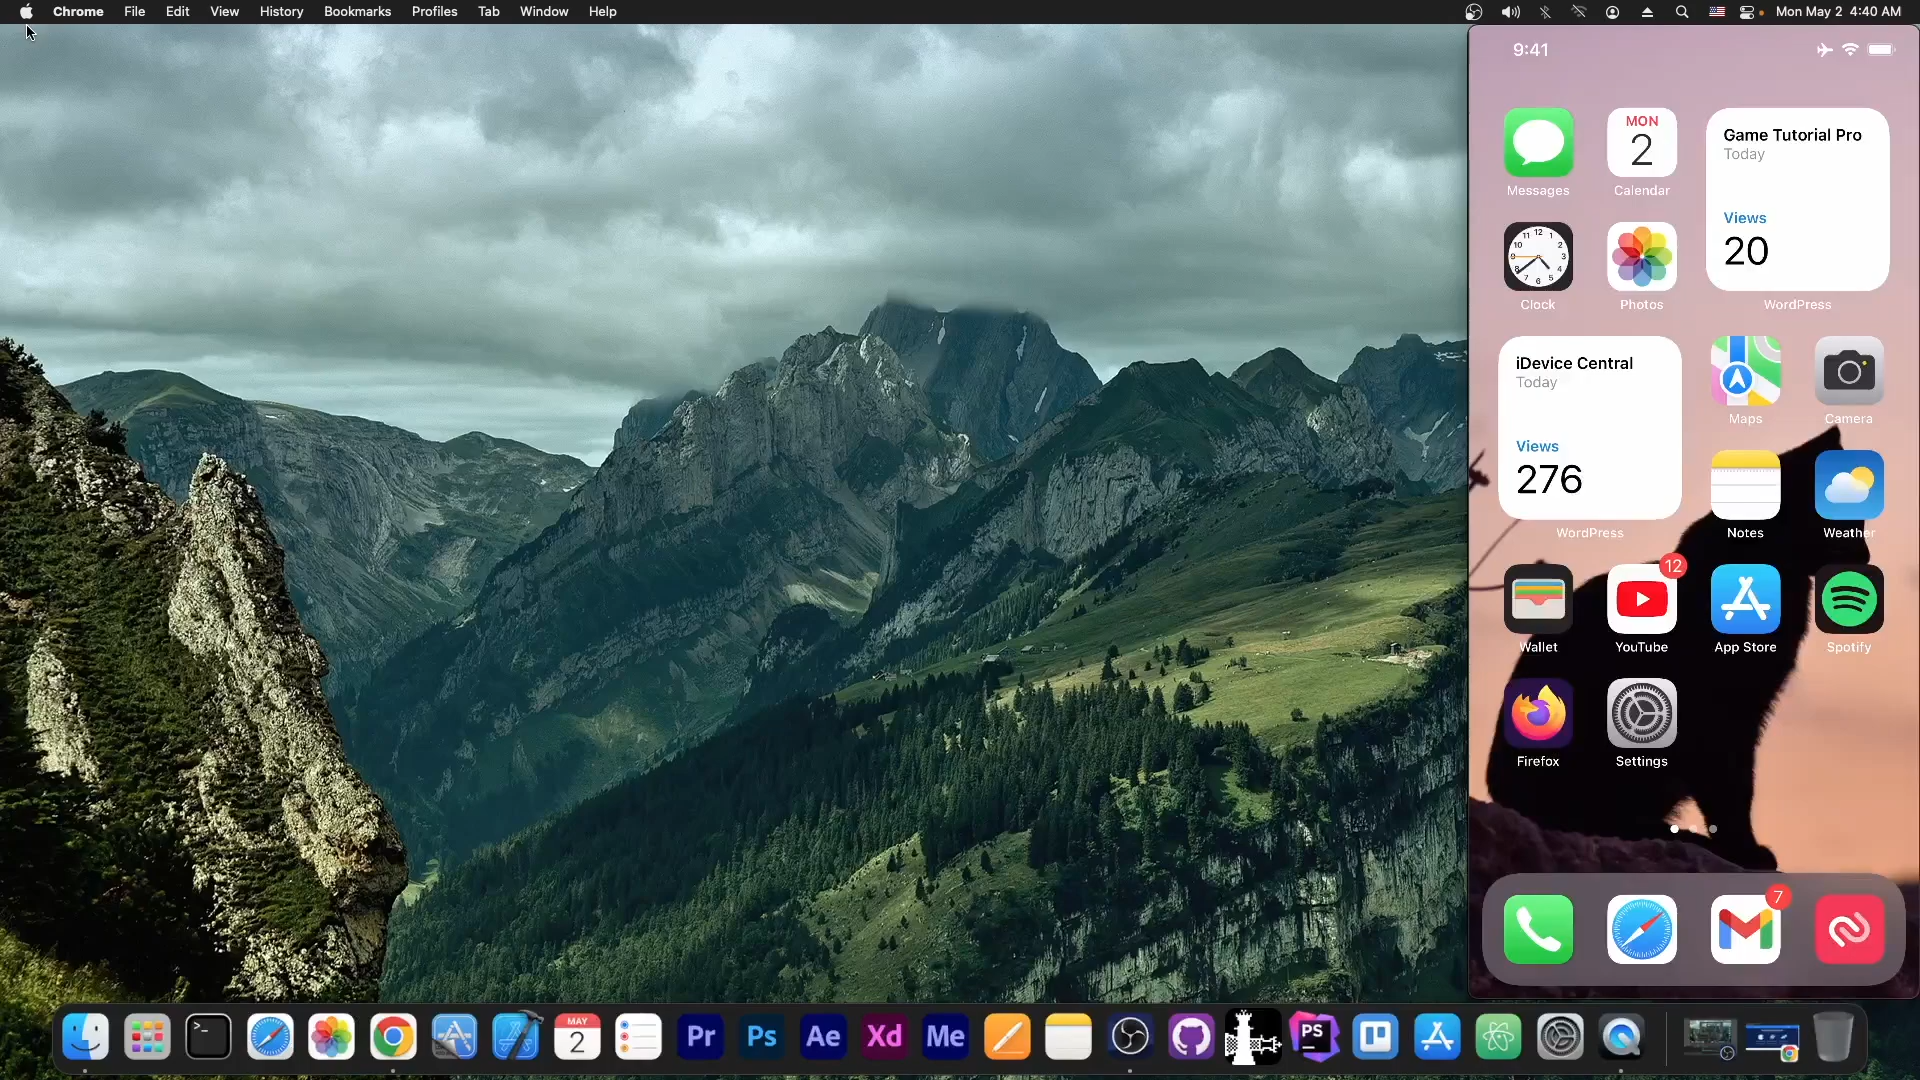 Chrome File Edit View History Bookmarks Profiles Tab Window Help
Mon May 2 4:40 AM
9:41
Messages
MON
2
Calendar
Game Tutorial Pro
Today
Views
20
WordPress
Clock
Photos
iDevice Central
Today
Views
276
WordPress
Maps
Camera
Notes
Weather
Wallet
12
YouTube
App Store
Spotify
Firefox
Settings
7
>_
MAY
2
Pr
Ps
Ae
Xd
Me
PS